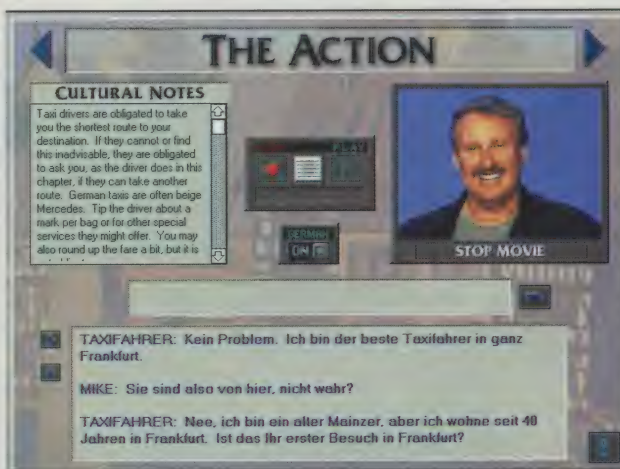 THE ACTION
CULTURAL NOTES
Taxi drivers are obligated to take
you the shortest route to your
destination. If they cannot or find
this inadvisable, they are obligated
to ask you, as the driver does in this
chapter, if they can take another
route. German taxis are often beige
Mercedes. Tip the driver about a
mark per bag or for other special
services they might offer. You may
also round up the fare a bit, but it is
PLAY
GERMAN
ON
STOP MOVIE
TAXIFAHRER: Kein Problem. Ich bin der beste Taxifahrer in ganz
Frankfurt.
MIKE: Sie sind also von hier, nicht wahr?
TAXIFAHRER: Nee, ich bin ein alter Mainzer, aber ich wohne seit 40
Jahren in Frankfurt. Ist das Ihr erster Besuch in Frankfurt?